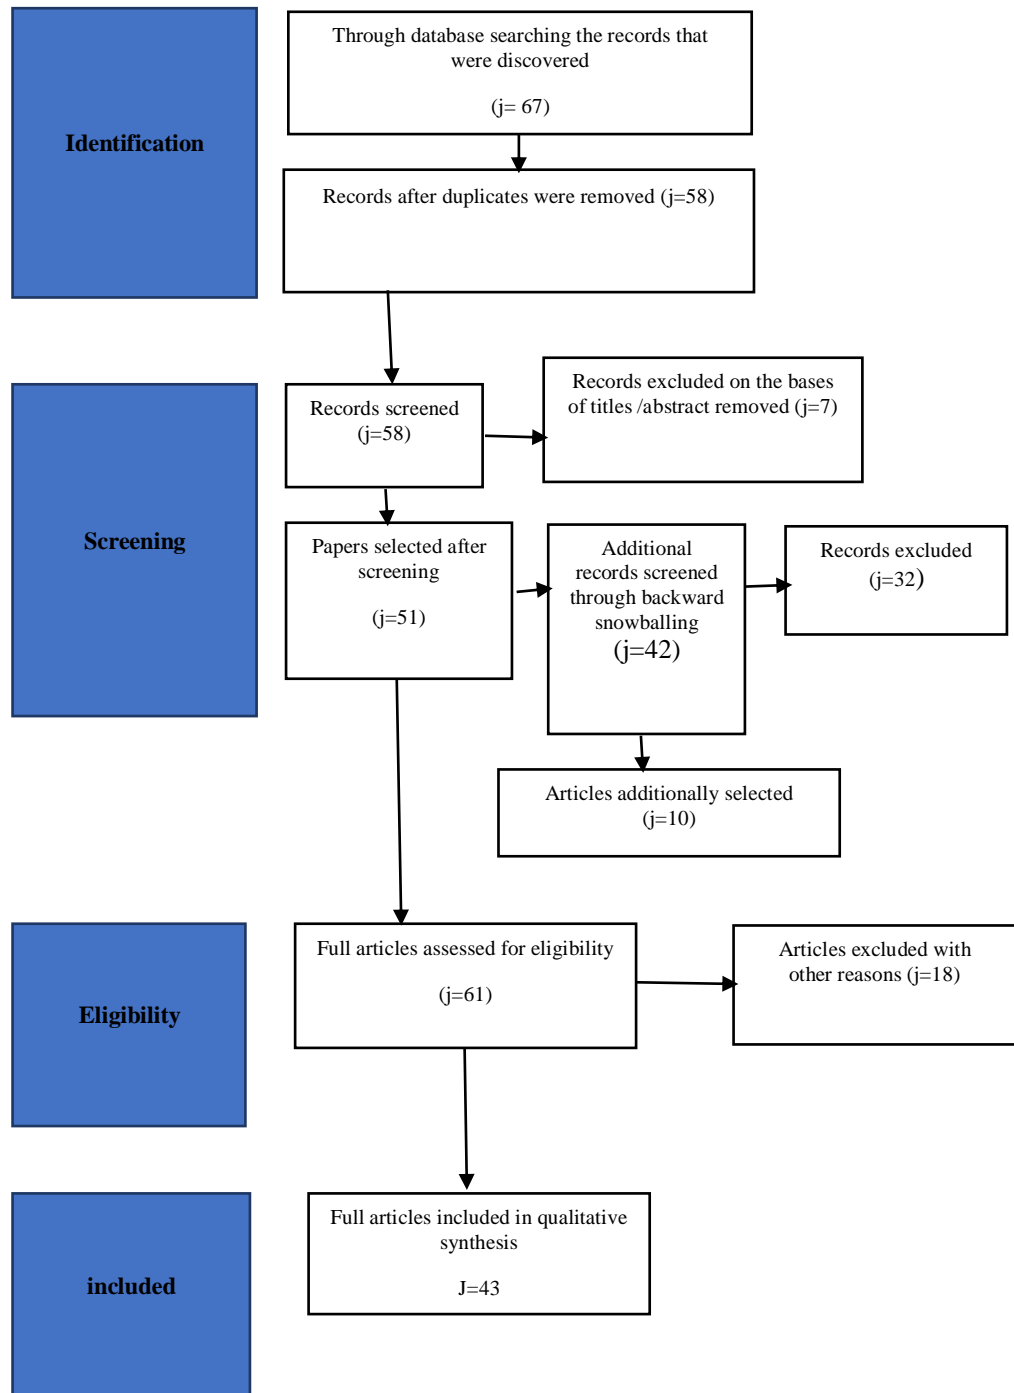 Identification
Through database searching the records that
were discovered
(j= 67)
Records after duplicates were removed (j=58)
Screening
Records screened
(j=58)
Records excluded on the bases
of titles /abstract removed (j=7)
Papers selected after
screening
(j=51)
Additional
records screened
through backward
snowballing
(j=42)
Records excluded
(j=32)
Articles additionally selected
(j=10)
Eligibility
Full articles assessed for eligibility
(j=61)
Articles excluded with
other reasons (j=18)
included
Full articles included in qualitative
synthesis
J=43